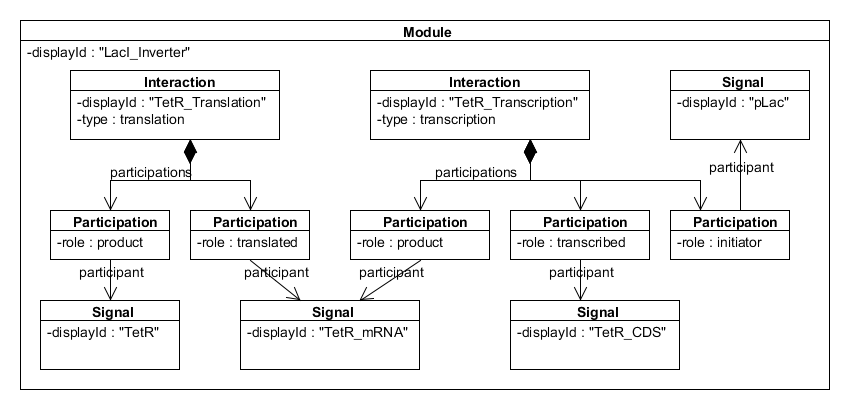 Module
-displayId : "LacI_Inverter"
Interaction
-displayId : "TetR_Translation"
-type : translation
Interaction
-displayId : "TetR_Transcription"
-type : transcription
Signal
-displayId : "pLac"
participations
participations
participant
Participation
-role : product
Participation
-role : translated
Participation
-role : product
Participation
-role : transcribed
Participation
-role : initiator
participant
participant
participant
participant
Signal
-displayId : "TetR"
Signal
-displayId : "TetR_mRNA"
Signal
-displayId : "TetR_CDS"